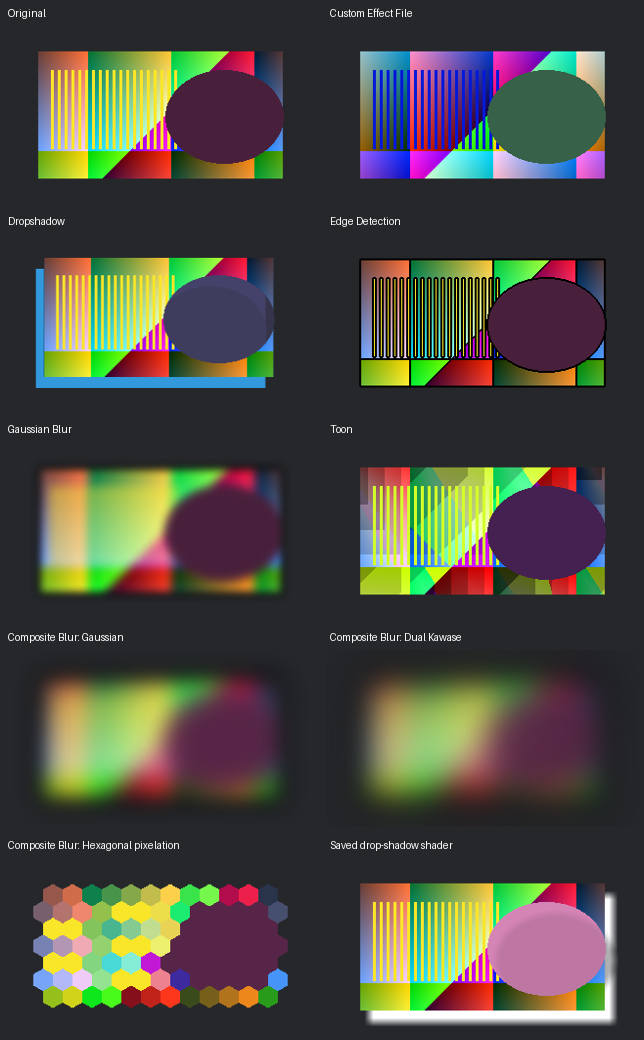 Original
Custom Effect File
Dropshadow
Edge Detection
Gaussian Blur
Toon
Composite Blur: Gaussian
Composite Blur: Dual Kawase
Composite Blur: Hexagonal pixelation
Saved drop-shadow shader